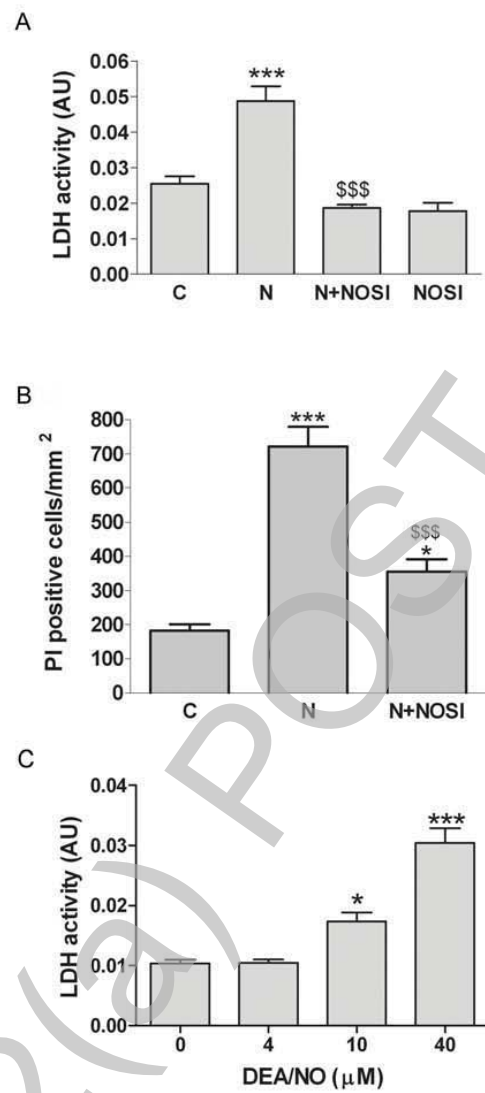 A
LDH activity (AU)
0.06
0.05
0.04
0.03
0.02
0.01
0.00
***
$$$
C N N+NOSI NOSI
B
PI positive cells/mm²
800
700
600
500
400
300
200
100
0
***
$$$
*
C N N+NOSI
C
LDH activity (AU)
0.04
0.03
0.02
0.01
0.00
*
***
0 4 10 40
DEA/NO (µM)
(a) POST